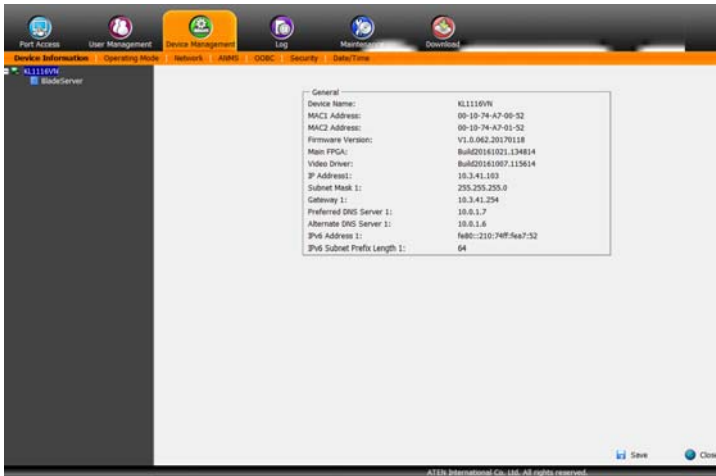 Port Access User Management Device Management Log Maintenance Download
Device Information Operating Mode Network ANMS OOBC Security Date/Time
KL1116VN
BladeServer
General
Device Name: KL1116VN
MAC1 Address: 00-10-74-A7-00-52
MAC2 Address: 00-10-74-A7-01-52
Firmware Version: V1.0.062.20170118
Main FPGA: Build20161021.134814
Video Driver: Build20161007.115614
IP Address1: 10.3.41.103
Subnet Mask 1: 255.255.255.0
Gateway 1: 10.3.41.254
Preferred DNS Server 1: 10.0.1.7
Alternate DNS Server 1: 10.0.1.6
IPv6 Address 1: fe80::210:74ff:fea7:52
IPv6 Subnet Prefix Length 1: 64
Save Close
ATEN International Co. Ltd. All rights reserved.